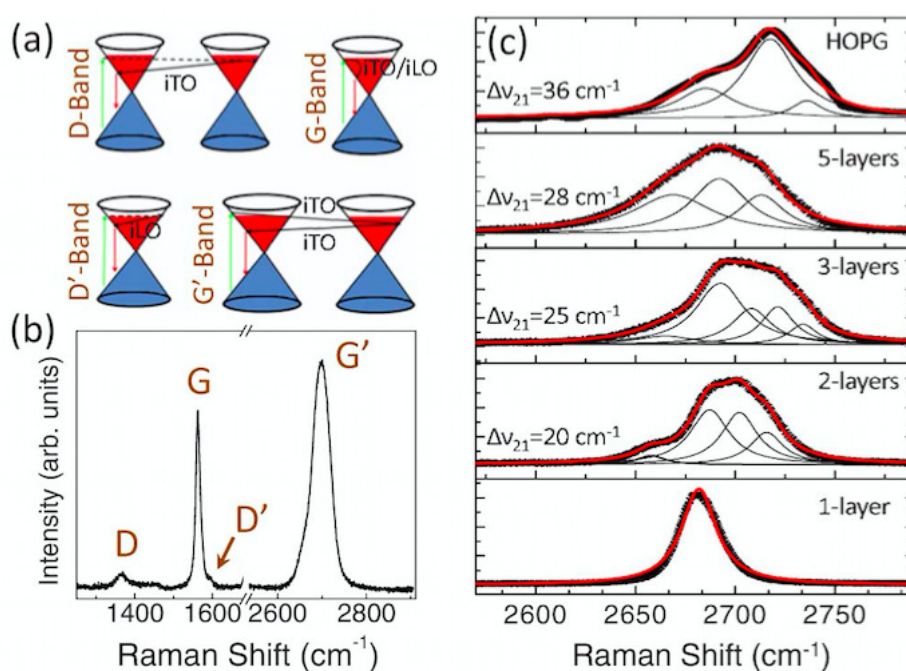 (a)
D-Band
iTO
G-Band
iTO/iLO
D'-Band
iLO
G'-Band
iTO
iTO
(b)
Intensity (arb. units)
D
G
D'
G'
1400 1600 2600 2800
Raman Shift (cm⁻¹)
(c)
HOPG
Δν₂₁=36 cm⁻¹
5-layers
Δν₂₁=28 cm⁻¹
3-layers
Δν₂₁=25 cm⁻¹
2-layers
Δν₂₁=20 cm⁻¹
1-layer
2600 2650 2700 2750
Raman Shift (cm⁻¹)